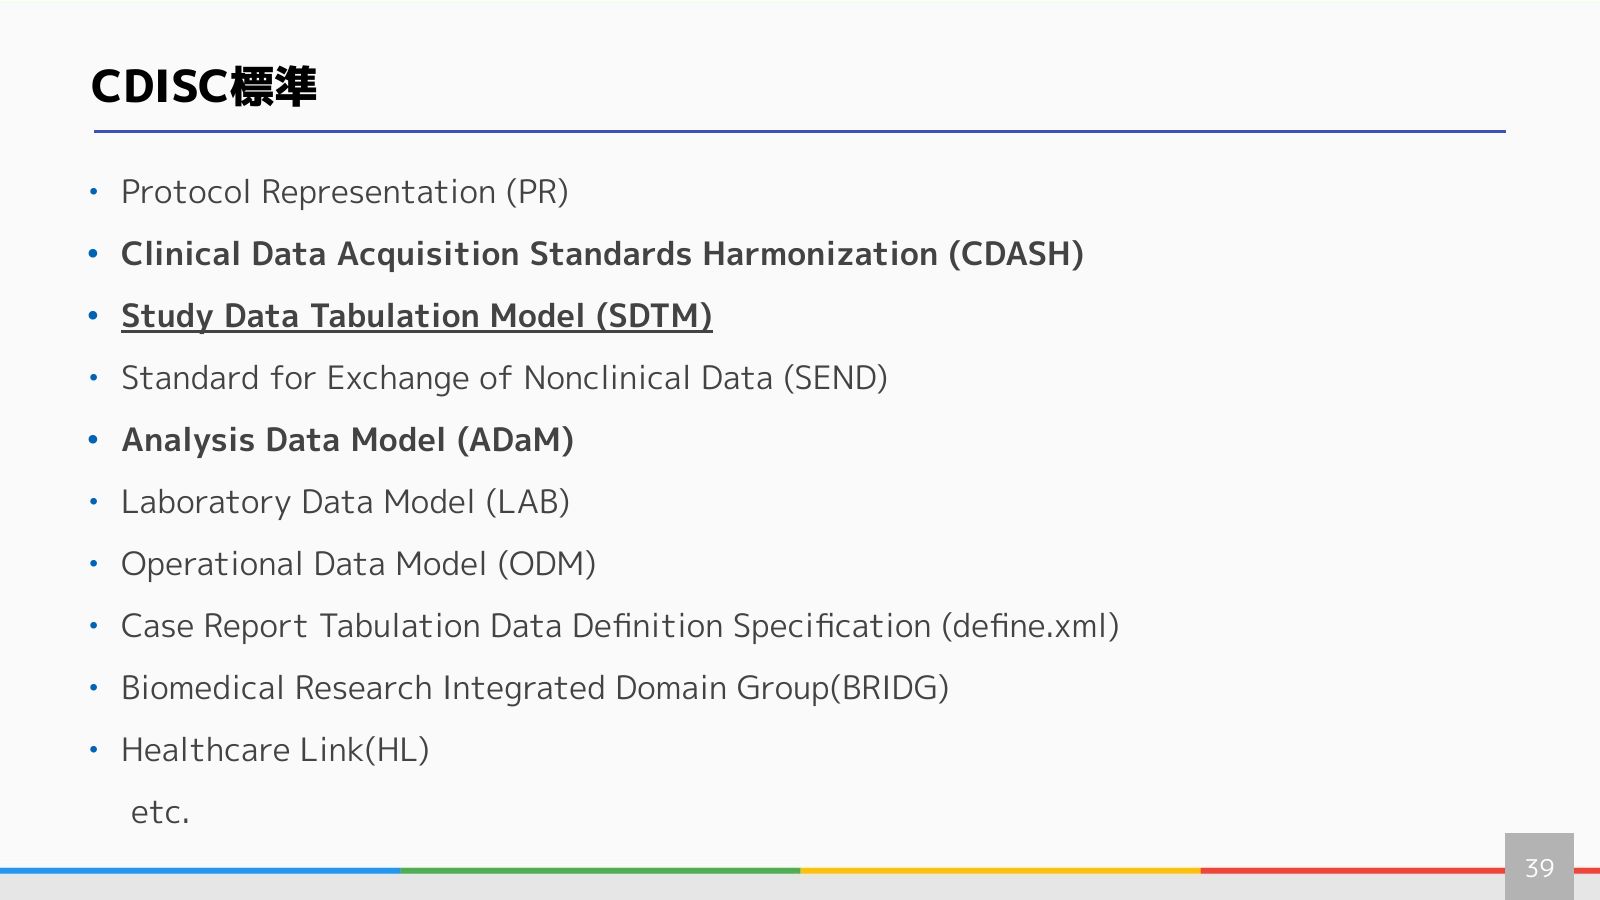 CDISC標準
• Protocol Representation (PR)
• Clinical Data Acquisition Standards Harmonization (CDASH)
• Study Data Tabulation Model (SDTM)
• Standard for Exchange of Nonclinical Data (SEND)
• Analysis Data Model (ADaM)
• Laboratory Data Model (LAB)
• Operational Data Model (ODM)
• Case Report Tabulation Data Definition Specification (define.xml)
• Biomedical Research Integrated Domain Group(BRIDG)
• Healthcare Link(HL)
etc.
39